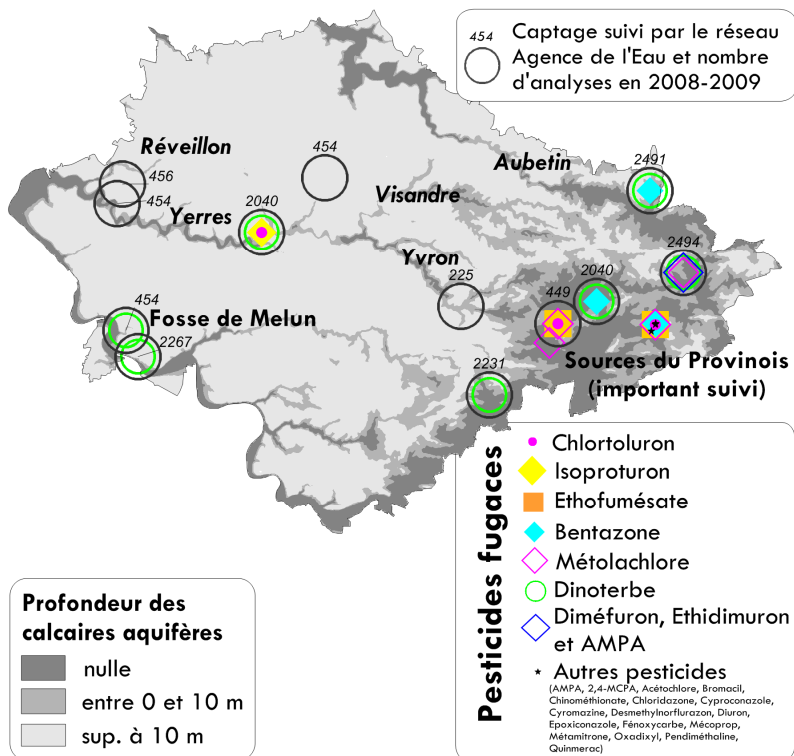 454
Captage suivi par le réseau
Agence de l'Eau et nombre
d'analyses en 2008-2009
Réveillon
454
Aubetin
2491
456
454
Visandre
Yerres
2040
2494
Yvron
225
2040
454
Fosse de Melun
449
2267
Sources du Provinois
(important suivi)
2231
Pesticides fugaces
Chlortoluron
Isoproturon
Ethofumésate
Bentazone
Métolachlore
Dinoterbe
Diméfuron, Ethidimuron
et AMPA
Autres pesticides
(AMPA, 2,4-MCPA, Acétochlore, Bromacil,
Chinométhionate, Chloridazone, Cyproconazole,
Cyromazine, Desmethylnorflurazon, Diuron,
Epoxiconazole, Fénoxycarbe, Mécoprop,
Métamitrone, Oxadixyl, Pendiméthaline,
Quinmerac)
Profondeur des
calcaires aquifères
nulle
entre 0 et 10 m
sup. à 10 m